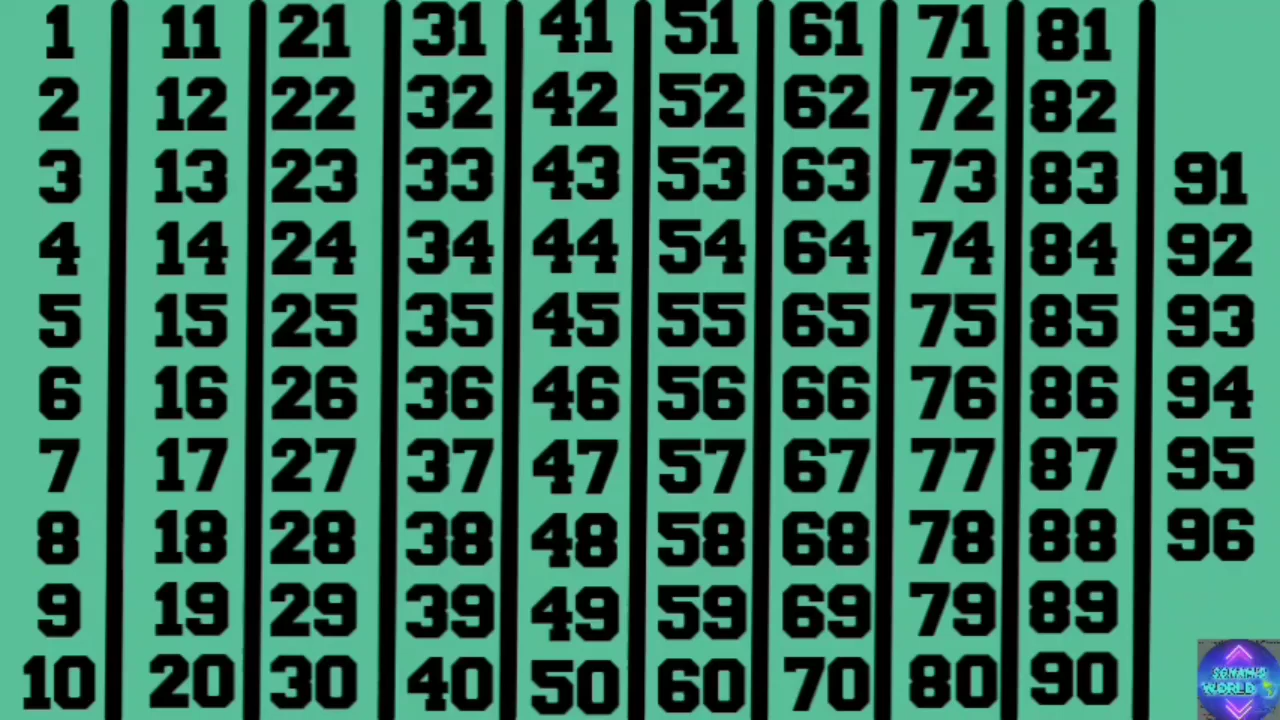 1 11 21 31 41 51 61 71 81
2 12 22 32 42 52 62 72 82
3 13 23 33 43 53 63 73 83 91
4 14 24 34 44 54 64 74 84 92
5 15 25 35 45 55 65 75 85 93
6 16 26 36 46 56 66 76 86 94
7 17 27 37 47 57 67 77 87 95
8 18 28 38 48 58 68 78 88 96
9 19 29 39 49 59 69 79 89
10 20 30 40 50 60 70 80 90
WORLD